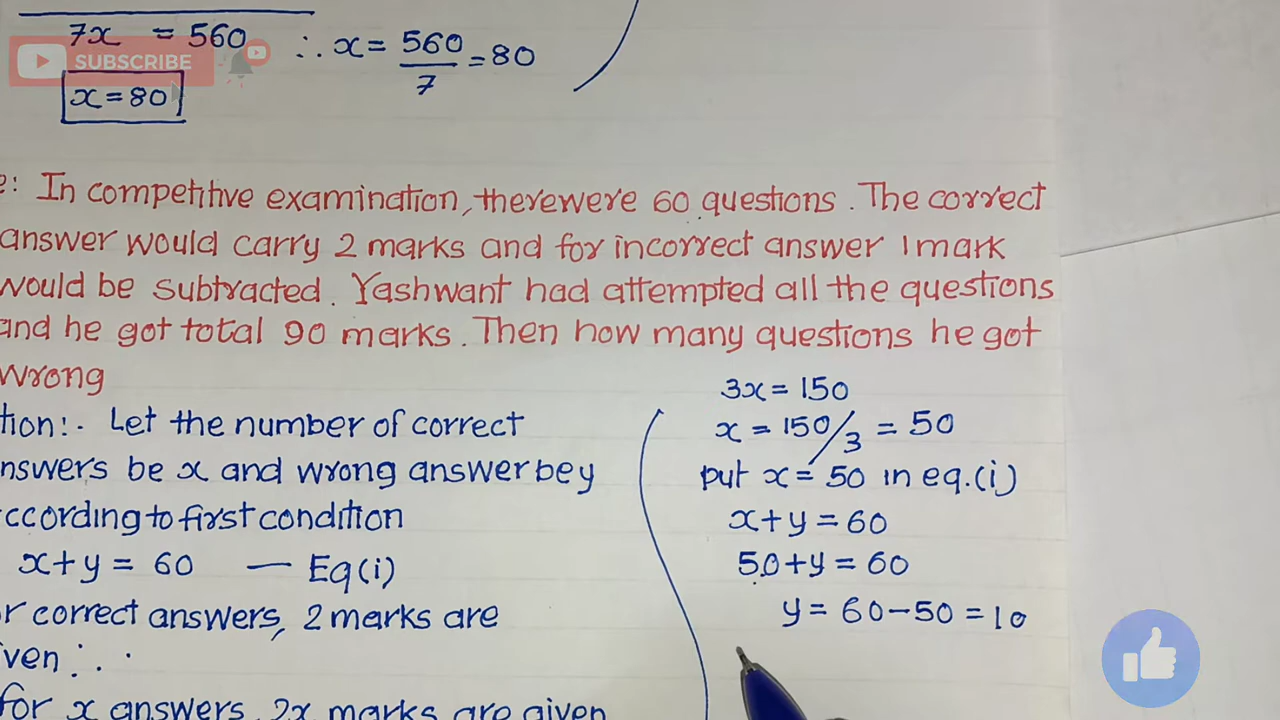 7x = 560 ∴ x = 560/7 = 80
SUBSCRIBE
x = 80
e: In competitive examination, there were 60 questions. The correct
answer would carry 2 marks and for incorrect answer 1 mark
would be subtracted. Yashwant had attempted all the questions
and he got total 90 marks. Then how many questions he got
wrong
tion:- Let the number of correct
nswers be x and wrong answer be y
ccording to first condition
x + y = 60 — Eq(i)
or correct answers, 2 marks are
iven ∴.
for x answers, 2x marks are given
3x = 150
x = 150/3 = 50
put x = 50 in eq.(i)
x + y = 60
50 + y = 60
y = 60 - 50 = 10